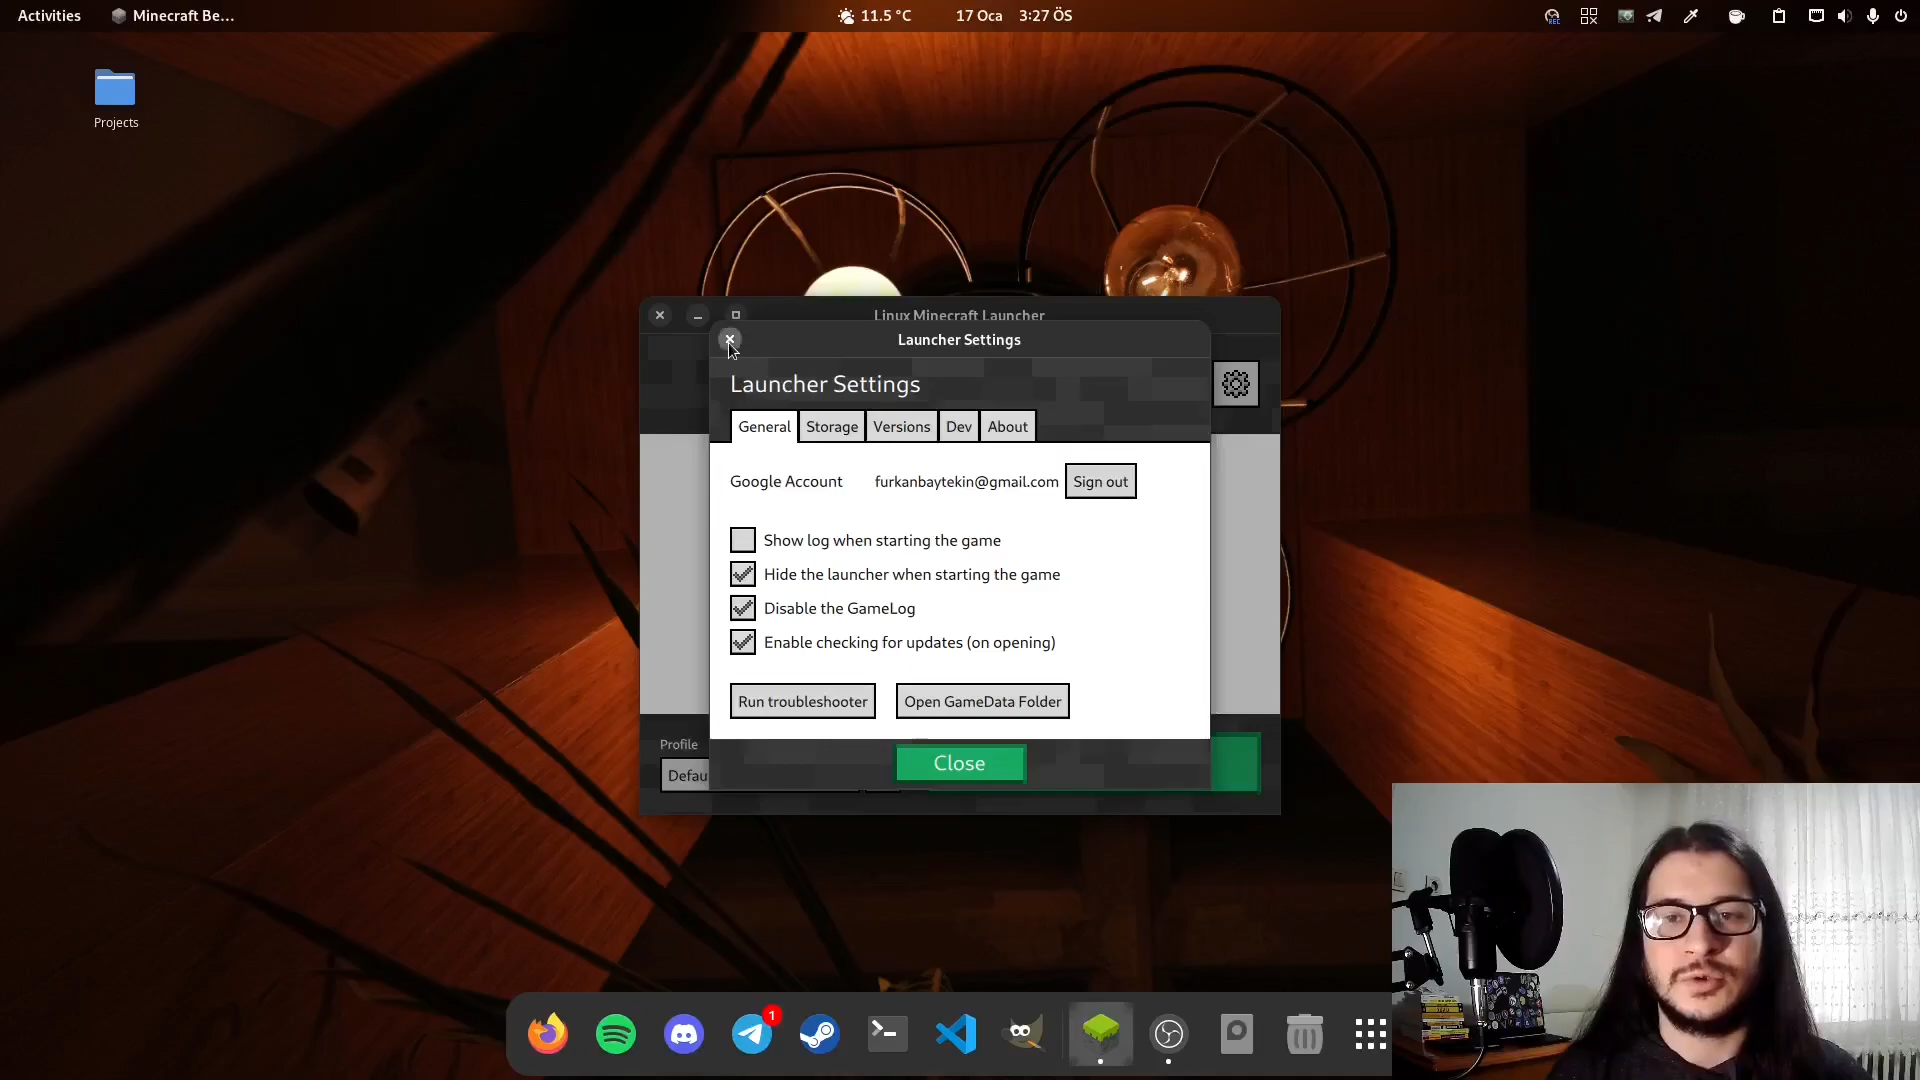 Activities
Minecraft Be...
11.5 °C
17 Oca 3:27 ÖS
REC
Projects
Linux Minecraft Launcher
Launcher Settings
Launcher Settings
General
Storage
Versions
Dev
About
Google Account
furkanbaytekin@gmail.com
Sign out
Show log when starting the game
Hide the launcher when starting the game
Disable the GameLog
Enable checking for updates (on opening)
Run troubleshooter
Open GameData Folder
Profile
Defau
Close
1